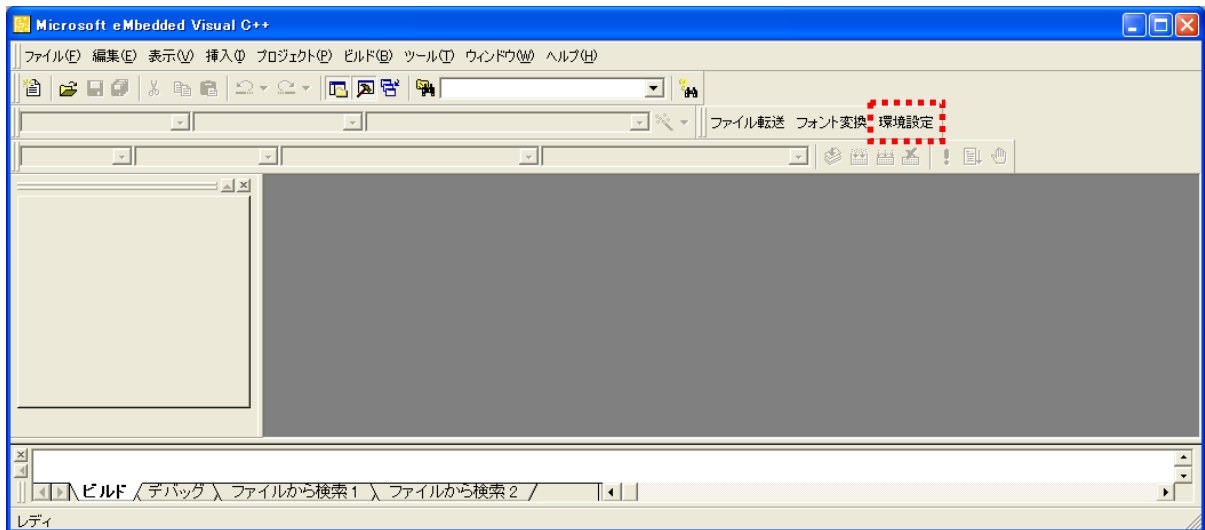 Microsoft eMbedded Visual C++
ファイル(F) 編集(E) 表示(V) 挿入(I) プロジェクト(P) ビルド(B) ツール(T) ウィンドウ(W) ヘルプ(H)
ファイル転送 フォント変換 環境設定
ビルド デバッグ ファイルから検索1 ファイルから検索2
レディ